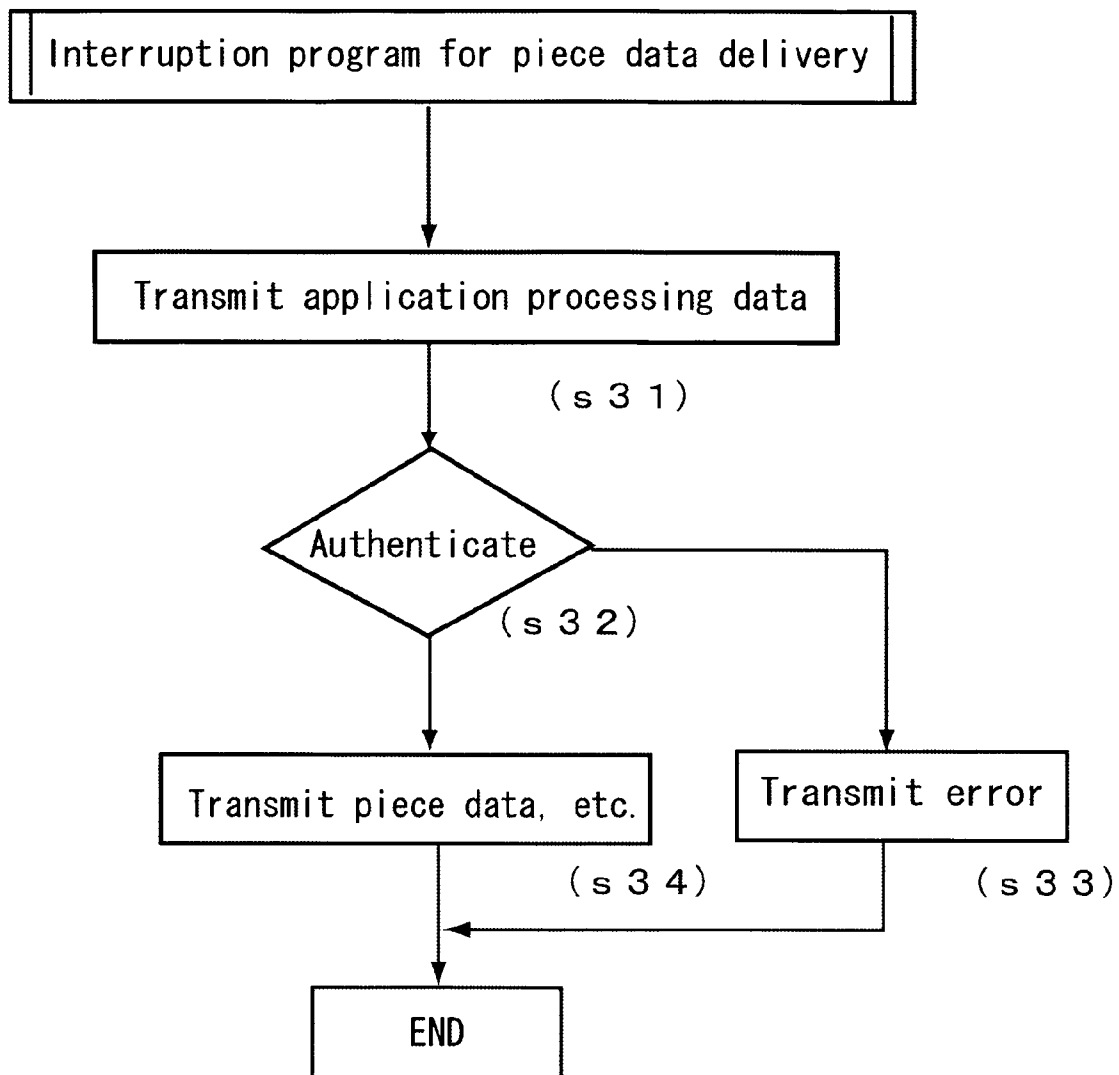 Interruption program for piece data delivery
Transmit application processing data
(s31)
Authenticate
(s32)
Transmit piece data, etc.
Transmit error
(s34)
(s33)
END